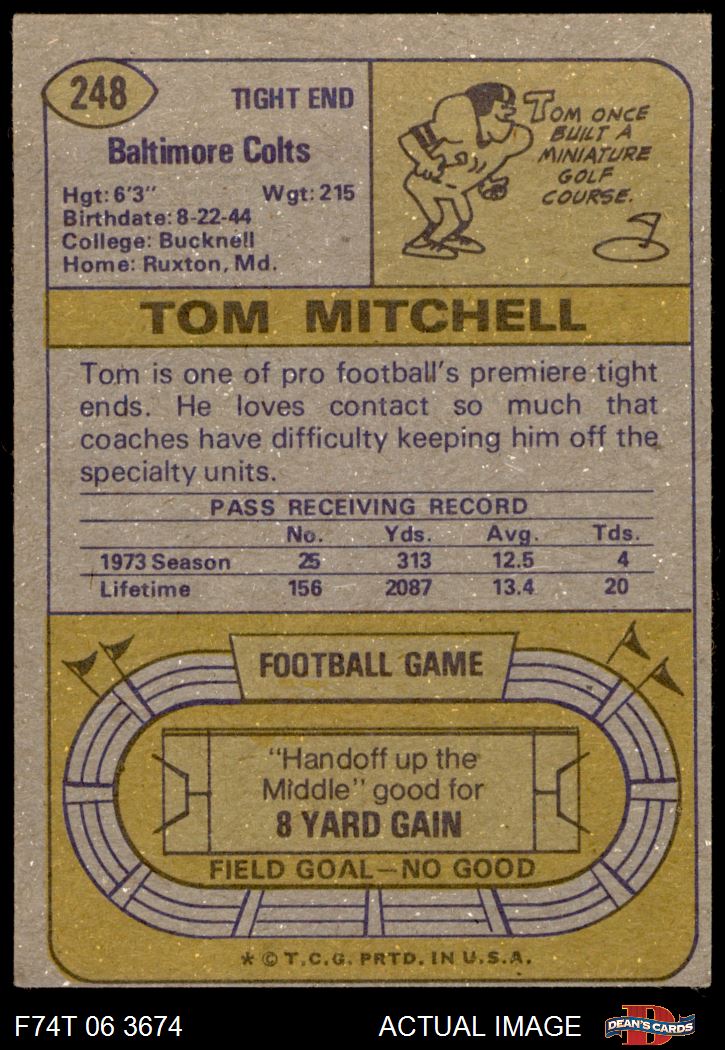 248
TIGHT END
Baltimore Colts
Hgt: 6'3" Wgt: 215
Birthdate: 8-22-44
College: Bucknell
Home: Ruxton, Md.
TOM ONCE
BUILT A
MINIATURE
GOLF
COURSE.
TOM MITCHELL
Tom is one of pro football's premiere tight
ends. He loves contact so much that
coaches have difficulty keeping him off the
specialty units.
PASS RECEIVING RECORD
No. Yds. Avg. Tds.
1973 Season 25 313 12.5 4
Lifetime 156 2087 13.4 20
FOOTBALL GAME
"Handoff up the
Middle" good for
8 YARD GAIN
FIELD GOAL—NO GOOD
* © T.C.G. PRTD. IN U.S.A.
F74T 06 3674 ACTUAL IMAGE
D
DEAN'S CARDS